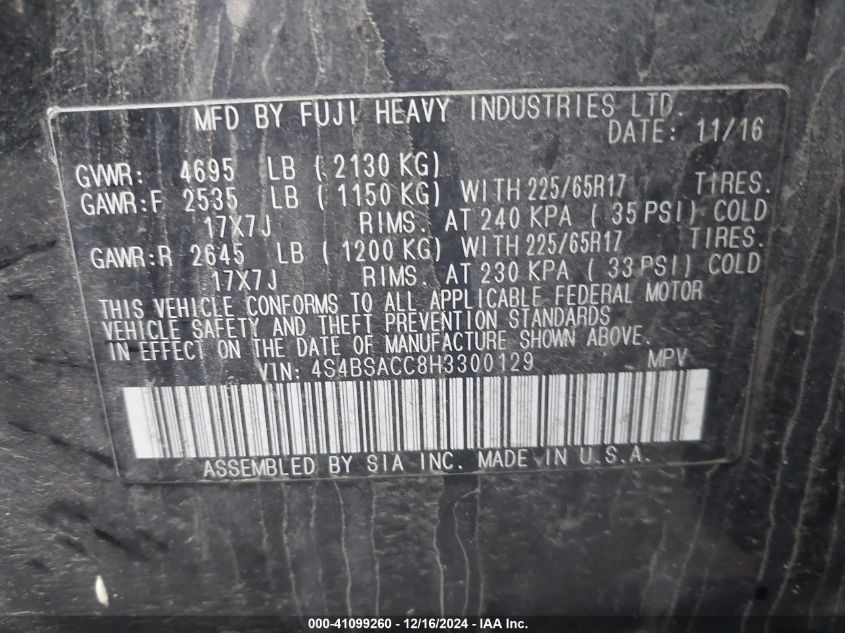 MFD BY FUJI HEAVY INDUSTRIES LTD.
DATE: 11/16
GVWR: 4695 LB ( 2130 KG)
GAWR:F 2535 LB ( 1150 KG) WITH 225/65R17 TIRES.
17X7J RIMS. AT 240 KPA ( 35 PSI) COLD
GAWR:R 2645 LB ( 1200 KG) WITH 225/65R17 TIRES.
17X7J RIMS. AT 230 KPA ( 33 PSI) COLD
THIS VEHICLE CONFORMS TO ALL APPLICABLE FEDERAL MOTOR
VEHICLE SAFETY AND THEFT PREVENTION STANDARDS
IN EFFECT ON THE DATE OF MANUFACTURE SHOWN ABOVE.
VIN: 4S4BSACC8H3300129 MPV
ASSEMBLED BY SIA INC. MADE IN U.S.A.
000-41099260 - 12/16/2024 - IAA Inc.